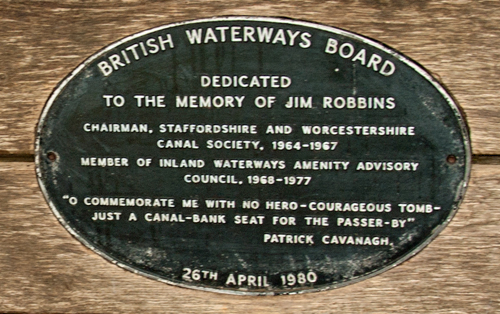 BRITISH WATERWAYS BOARD
DEDICATED
TO THE MEMORY OF JIM ROBBINS
CHAIRMAN, STAFFORDSHIRE AND WORCESTERSHIRE
CANAL SOCIETY, 1964-1967
MEMBER OF INLAND WATERWAYS AMENITY ADVISORY
COUNCIL, 1968-1977
"O COMMEMORATE ME WITH NO HERO-COURAGEOUS TOMB-
JUST A CANAL-BANK SEAT FOR THE PASSER-BY"
PATRICK CAVANAGH.
26TH APRIL 1980